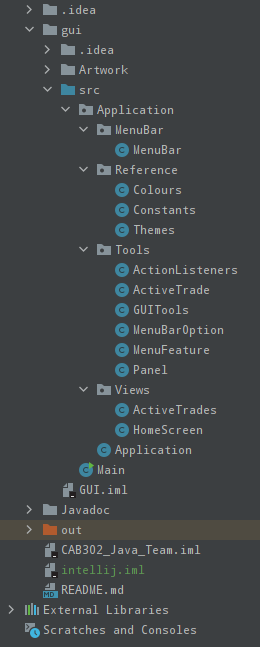 .idea
gui
.idea
Artwork
src
Application
MenuBar
MenuBar
Reference
Colours
Constants
Themes
Tools
ActionListeners
ActiveTrade
GUITools
MenuBarOption
MenuFeature
Panel
Views
ActiveTrades
HomeScreen
Application
Main
GUI.iml
Javadoc
out
CAB302_Java_Team.iml
intellij.iml
README.md
External Libraries
Scratches and Consoles